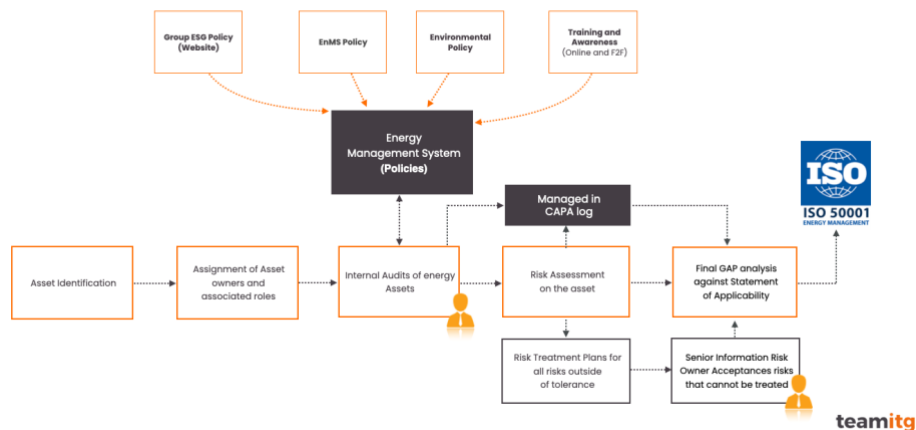 Group ESG Policy
(Website)
EnMS Policy
Environmental
Policy
Training and
Awareness
(Online and F2F)
Energy
Management System
(Policies)
Managed in
CAPA log
ISO
ISO 50001
ENERGY MANAGEMENT
Asset Identification
Assignment of Asset
owners and
associated roles
Internal Audits of energy
Assets
Risk Assessment
on the asset
Final GAP analysis
against Statement
of Applicability
Risk Treatment Plans for
all risks outside
of tolerance
Senior Information Risk
Owner Acceptances risks
that cannot be treated
teamitg